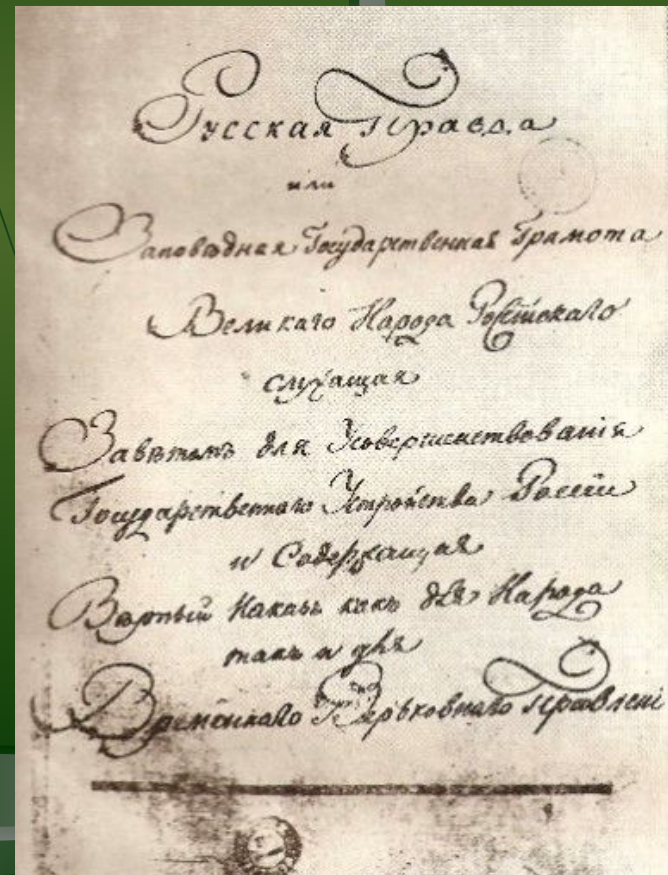 Русская Правда
или
Заповѣдная Государственная Грамота
Великаго Народа Россійскаго
служащая
Завѣтомъ для Усовершенствованія
Государственнаго Устройства Россіи
и Содержащая
Вѣрный Наказъ какъ для Народа
такъ и для
Временнаго Верьховнаго Правлені